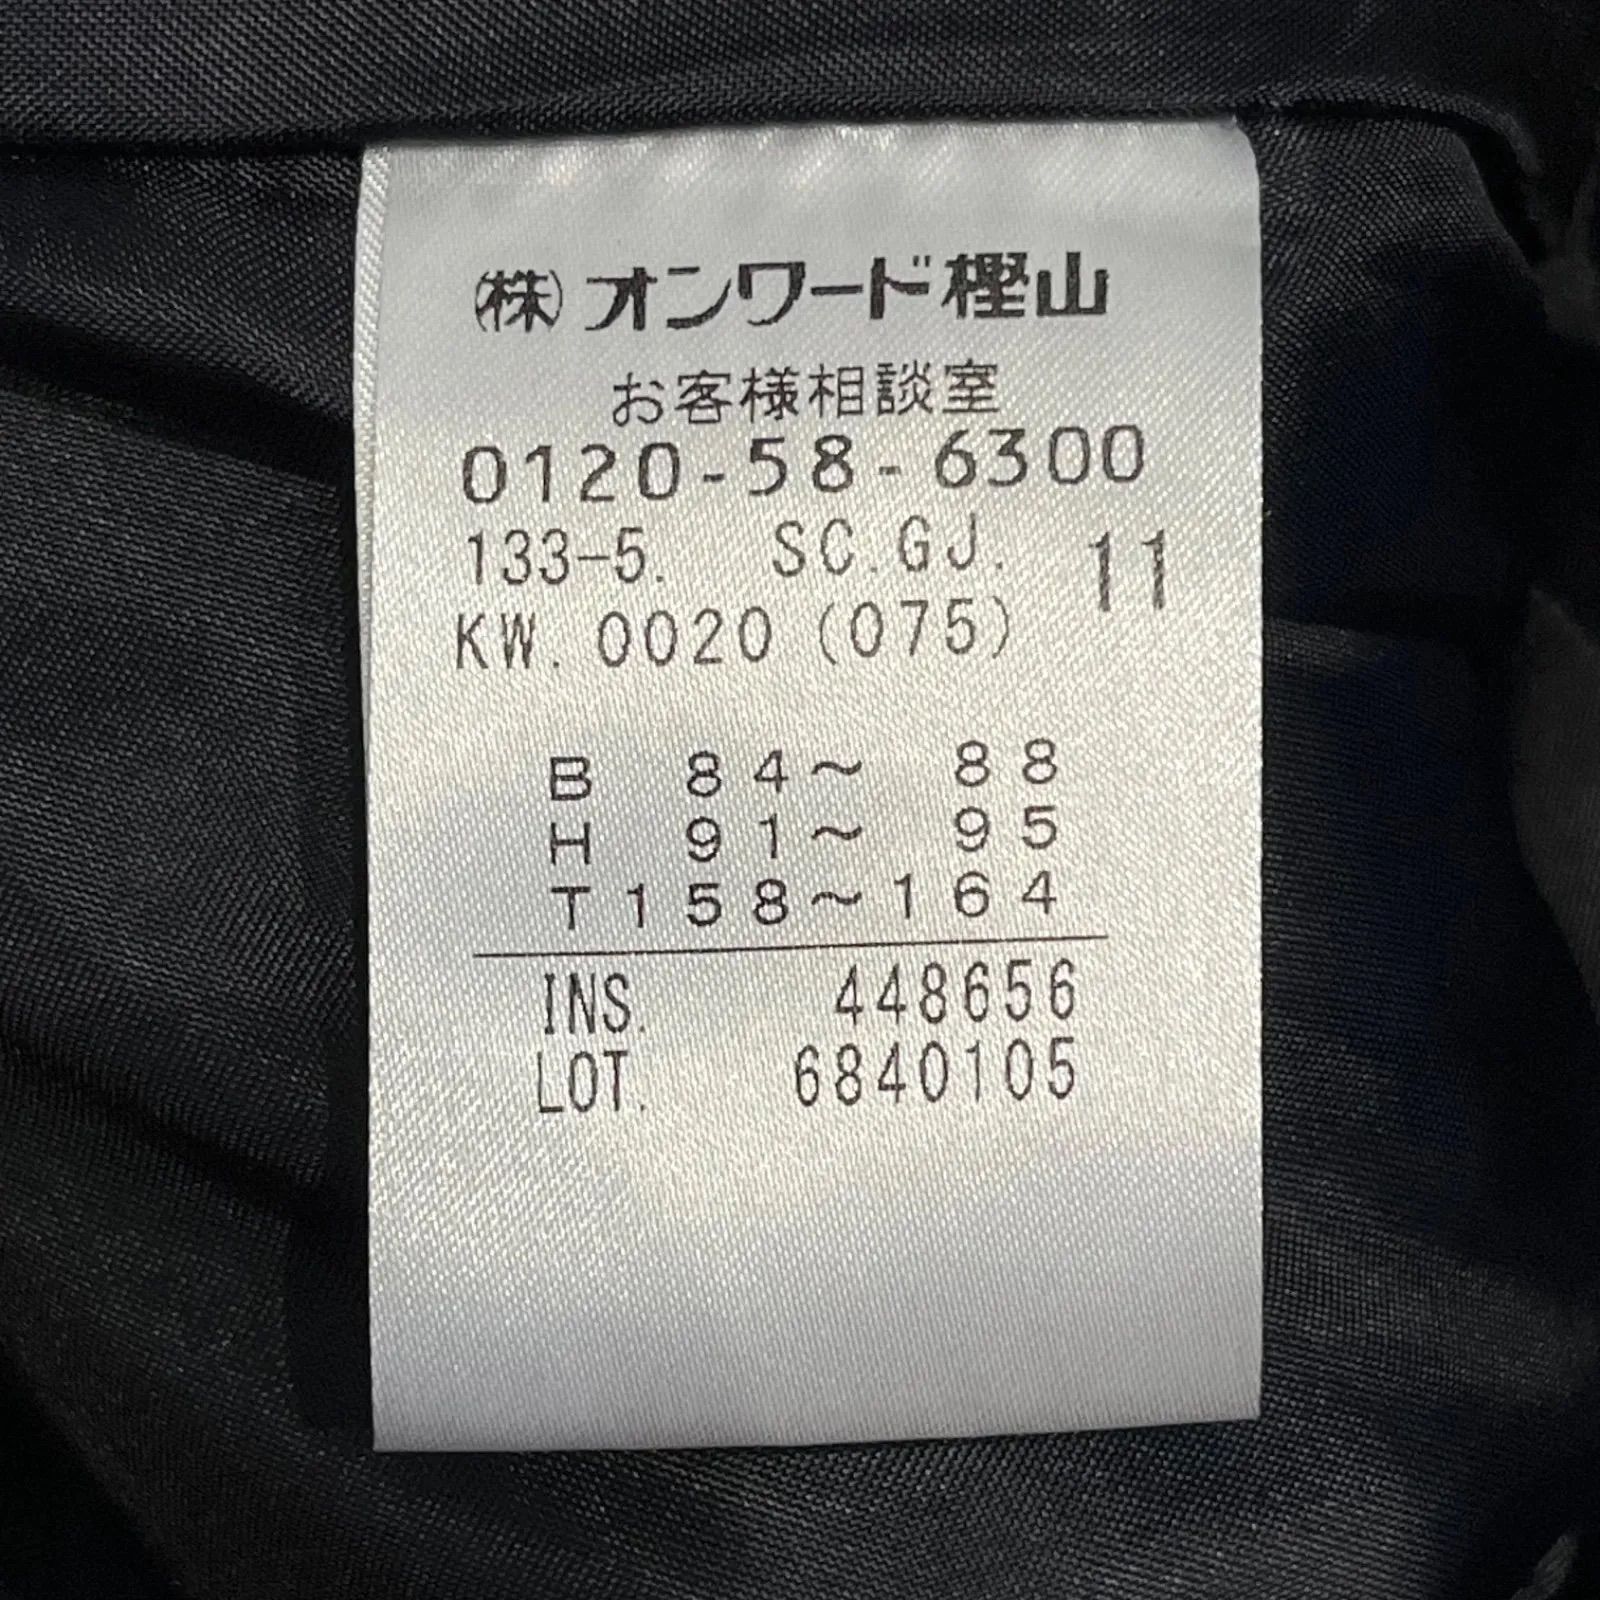 (株)オンワード樫山
お客様相談室
0120-58-6300
133-5. SC.GJ. 11
KW. 0020 (075)
B 84～ 88
H 91～ 95
T158～164
INS. 448656
LOT. 6840105